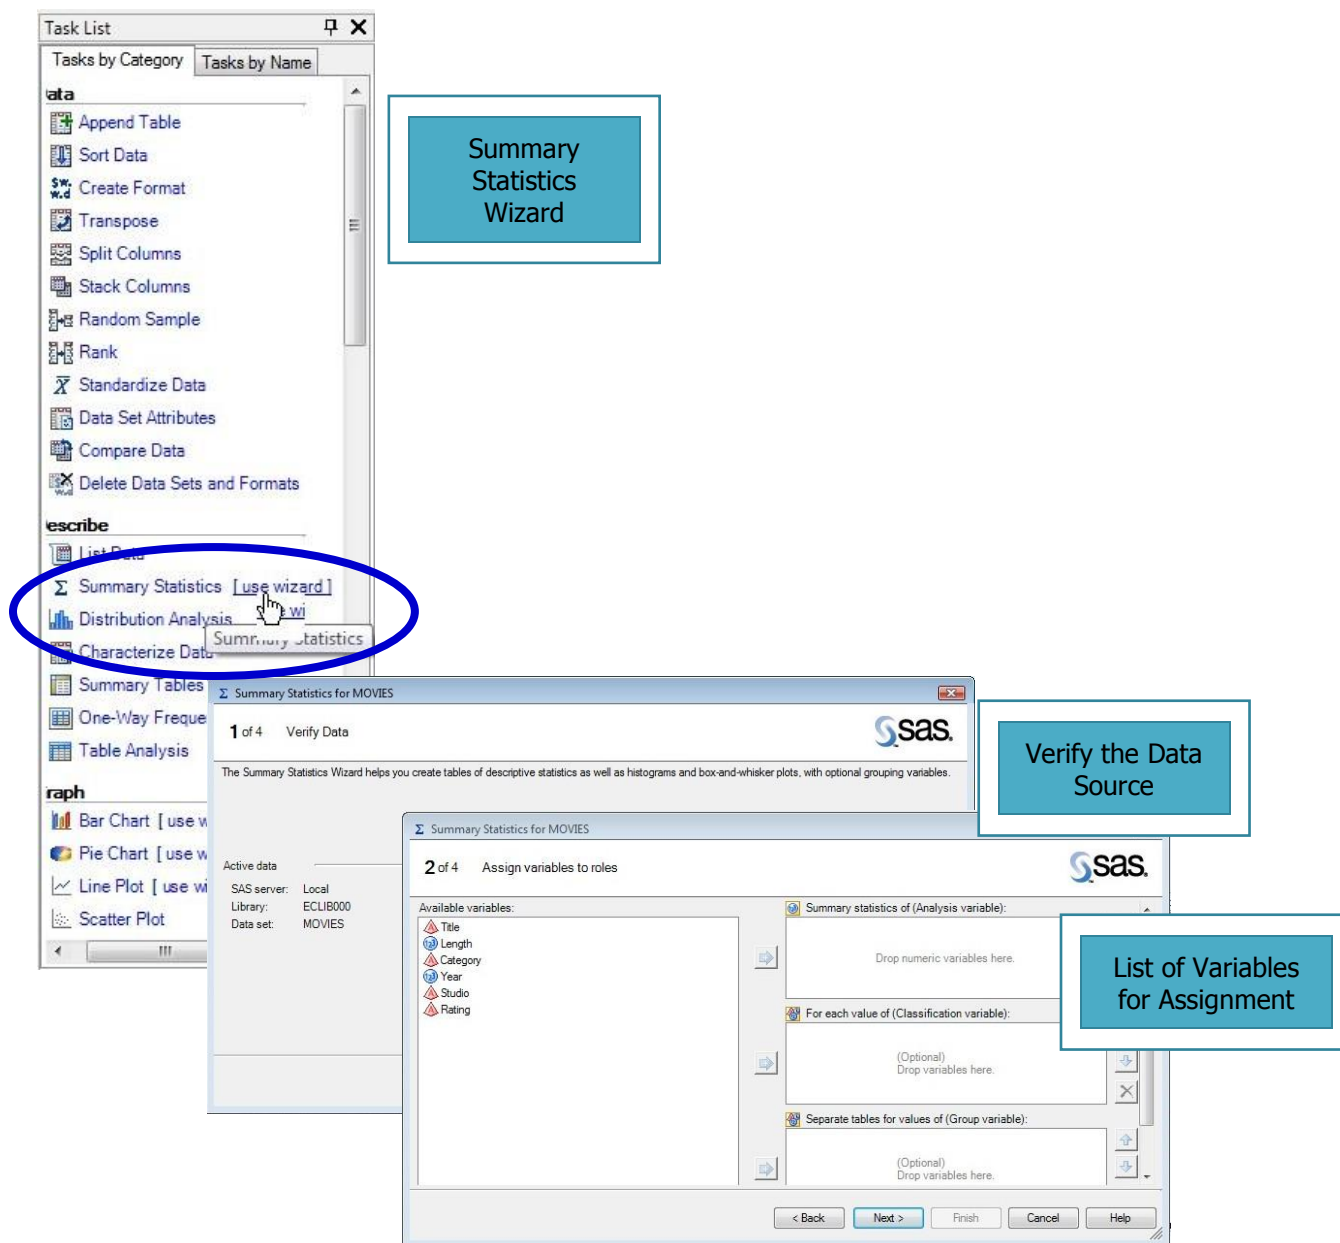 Task List
Tasks by Category
Tasks by Name
ata
Append Table
Sort Data
Create Format
Transpose
Split Columns
Stack Columns
Random Sample
Rank
Standardize Data
Data Set Attributes
Compare Data
Delete Data Sets and Formats
escribe
List Data
Summary Statistics [ use wizard ]
Distribution Analysis
Summary Statistics
Characterize Data
Summary Tables
One-Way Freque
Table Analysis
raph
Bar Chart [ use w
Pie Chart [ use w
Line Plot [ use wi
Scatter Plot
Summary
Statistics
Wizard
Σ Summary Statistics for MOVIES
1 of 4 Verify Data
sas.
The Summary Statistics Wizard helps you create tables of descriptive statistics as well as histograms and box-and-whisker plots, with optional grouping variables.
Active data
SAS server: Local
Library: ECLIB000
Data set: MOVIES
Verify the Data
Source
Σ Summary Statistics for MOVIES
2 of 4 Assign variables to roles
sas.
Available variables:
Title
Length
Category
Year
Studio
Rating
Summary statistics of (Analysis variable):
Drop numeric variables here.
For each value of (Classification variable):
(Optional)
Drop variables here.
Separate tables for values of (Group variable):
(Optional)
Drop variables here.
< Back Next > Finish Cancel Help
List of Variables
for Assignment